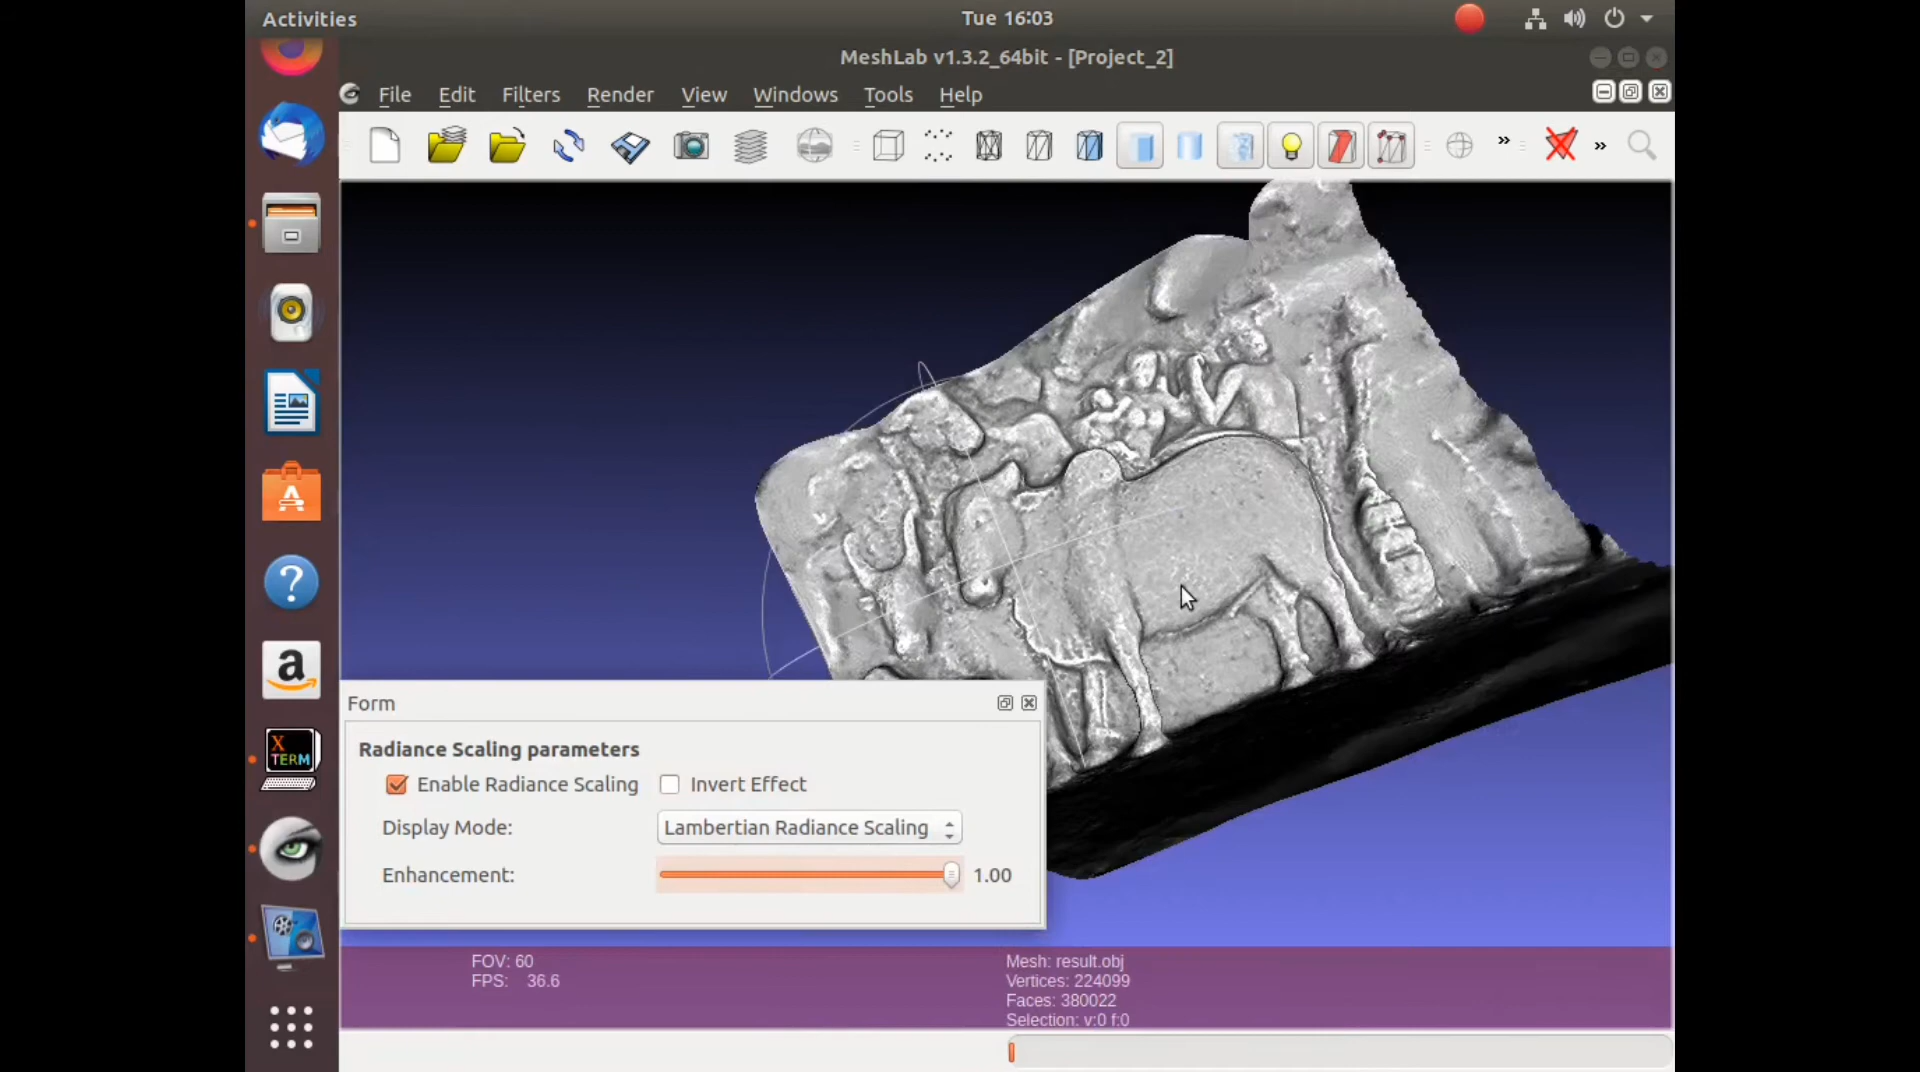 Activities
Tue 16:03
MeshLab v1.3.2_64bit - [Project_2]
File Edit Filters Render View Windows Tools Help
Form
Radiance Scaling parameters
Enable Radiance Scaling Invert Effect
Display Mode: Lambertian Radiance Scaling
Enhancement: 1.00
FOV: 60
FPS: 36.6
Mesh: result.obj
Vertices: 224099
Faces: 380022
Selection: v:0 f:0
A
?
a
X
TERM